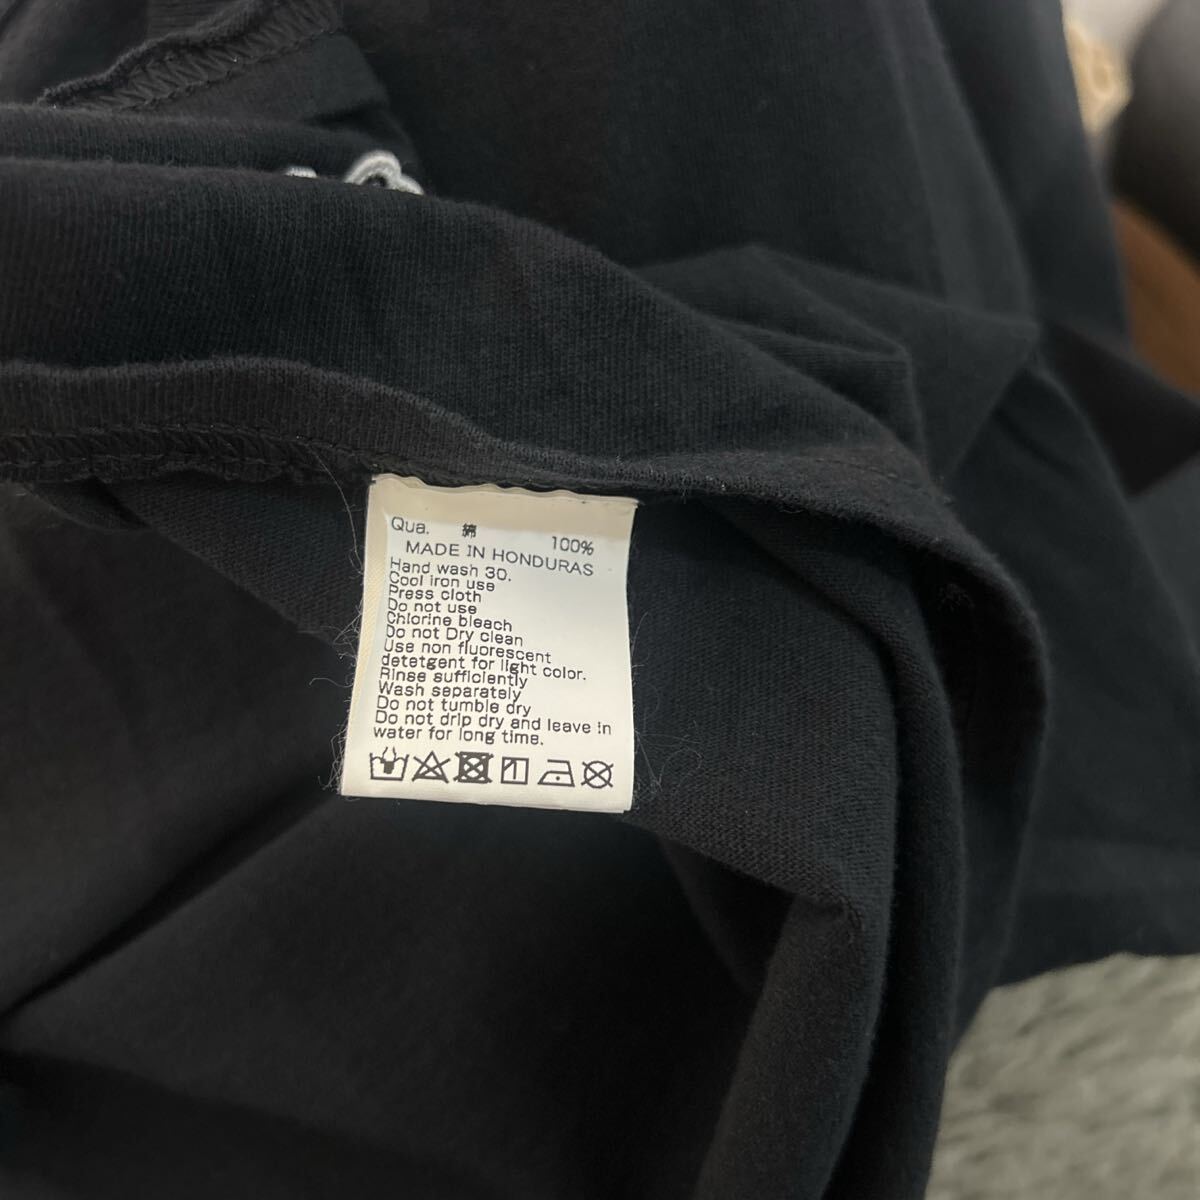 Qua. 綿 100%
MADE IN HONDURAS
Hand wash 30.
Cool iron use
Press cloth
Do not use
Chlorine bleach
Do not Dry clean
Use non fluorescent
detetgent for light color.
Rinse sufficiently
Wash separately
Do not tumble dry
Do not drip dry and leave in
water for long time.